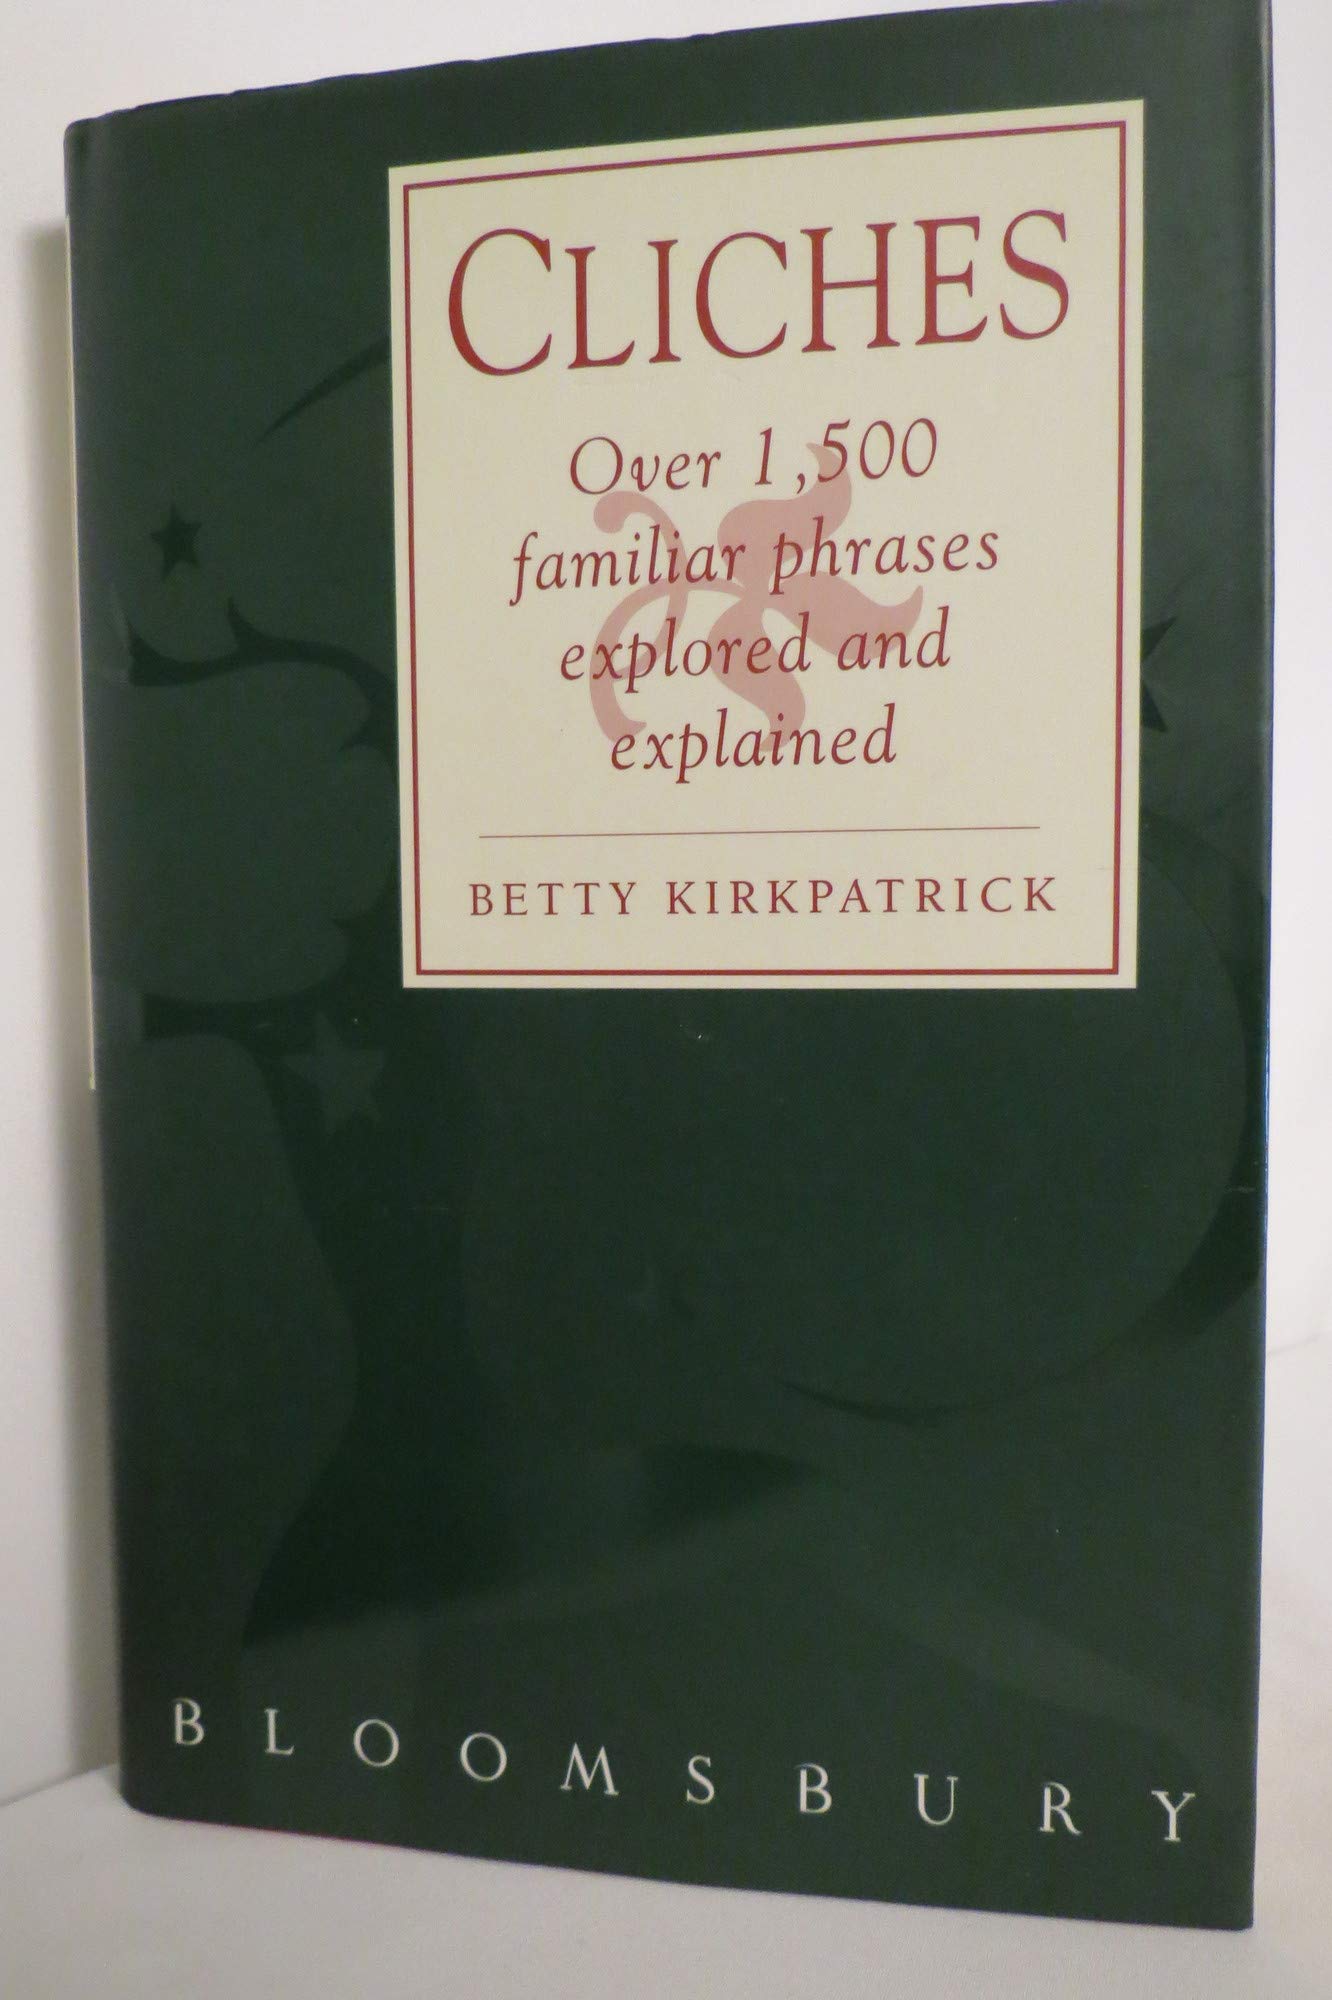 CLICHES
Over 1,500
familiar phrases
explored and
explained
BETTY KIRKPATRICK
BLOOMSBURY